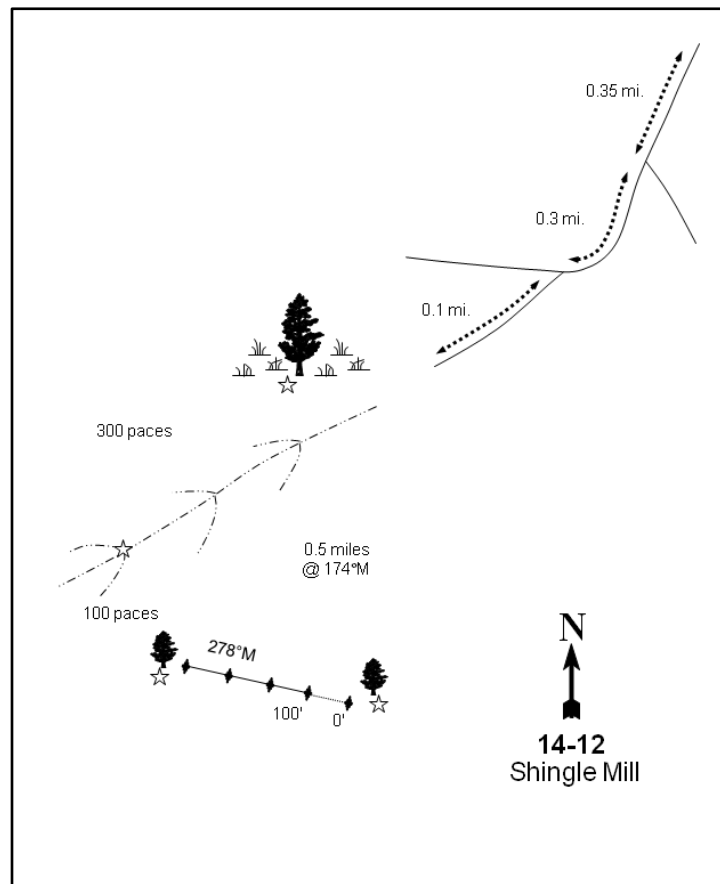 0.35 mi.
0.3 mi.
0.1 mi.
300 paces
0.5 miles
@ 174°M
100 paces
278°M
100'
0'
N
14-12
Shingle Mill